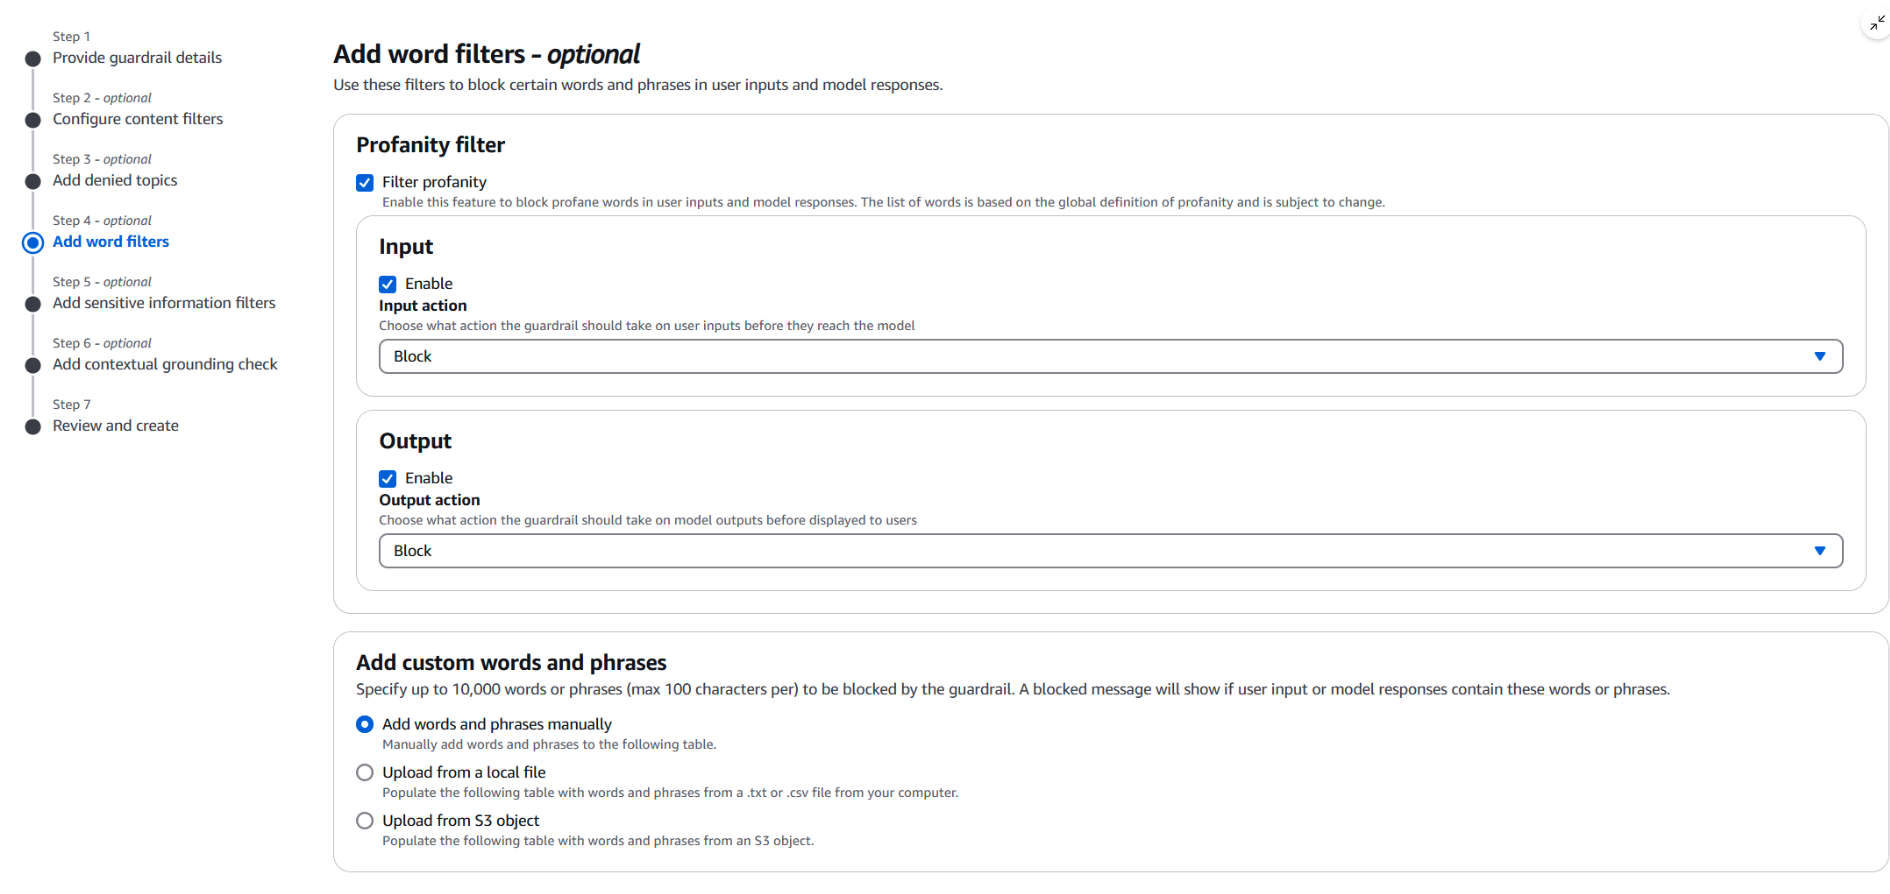 Step 1
Provide guardrail details
Step 2 - optional
Configure content filters
Step 3 - optional
Add denied topics
Step 4 - optional
Add word filters
Step 5 - optional
Add sensitive information filters
Step 6 - optional
Add contextual grounding check
Step 7
Review and create
Add word filters - optional
Use these filters to block certain words and phrases in user inputs and model responses.
Profanity filter
Filter profanity
Enable this feature to block profane words in user inputs and model responses. The list of words is based on the global definition of profanity and is subject to change.
Input
Enable
Input action
Choose what action the guardrail should take on user inputs before they reach the model
Block
Output
Enable
Output action
Choose what action the guardrail should take on model outputs before displayed to users
Block
Add custom words and phrases
Specify up to 10,000 words or phrases (max 100 characters per) to be blocked by the guardrail. A blocked message will show if user input or model responses contain these words or phrases.
Add words and phrases manually
Manually add words and phrases to the following table.
Upload from a local file
Populate the following table with words and phrases from a .txt or .csv file from your computer.
Upload from S3 object
Populate the following table with words and phrases from an S3 object.